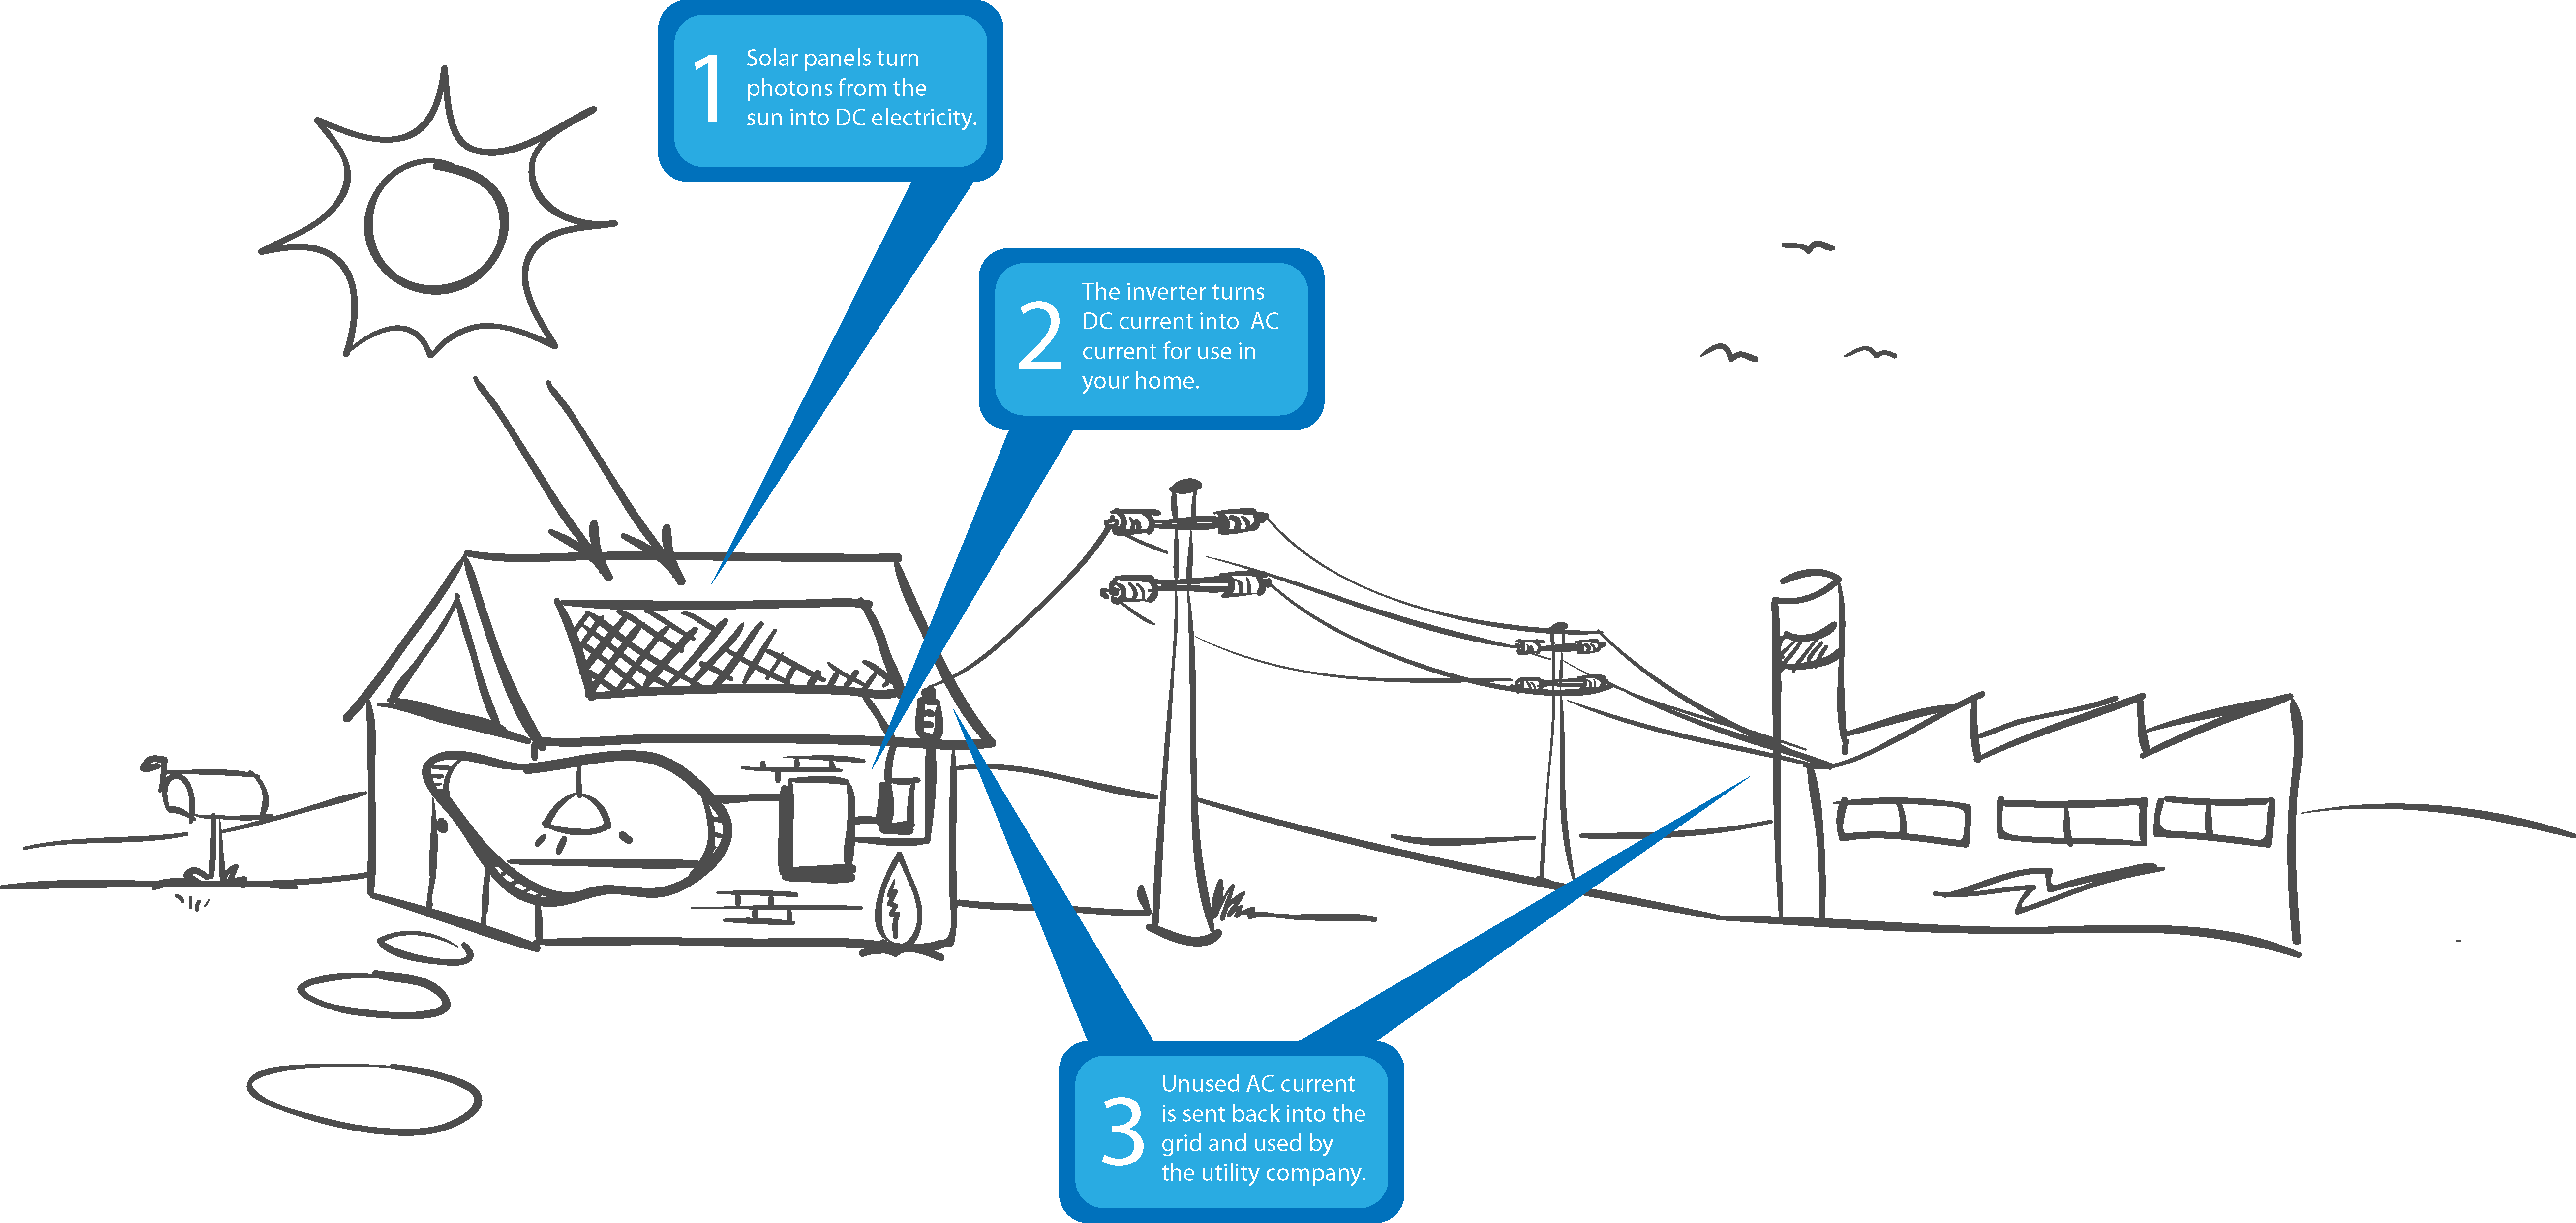 1
Solar panels turn
photons from the
sun into DC electricity.
2
The inverter turns
DC current into  AC
current for use in
your home.
3
Unused AC current
is sent back into the
grid and used by
the utility company.